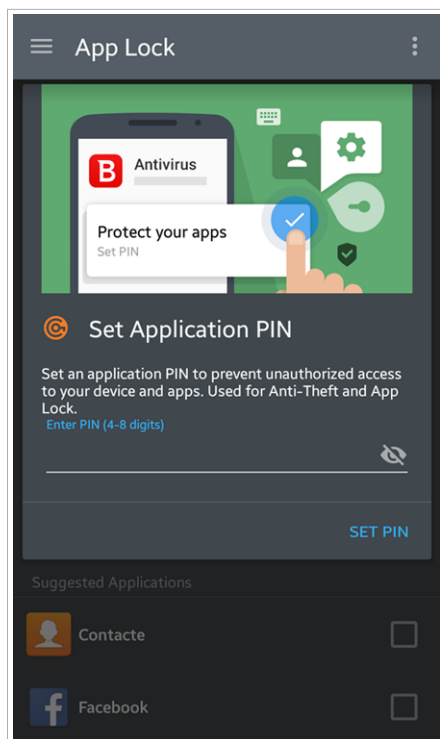 App Lock
B Antivirus
Protect your apps
Set PIN
Set Application PIN
Set an application PIN to prevent unauthorized access
to your device and apps. Used for Anti-Theft and App
Lock.
Enter PIN (4-8 digits)
SET PIN
Suggested Applications
Contacte
f Facebook